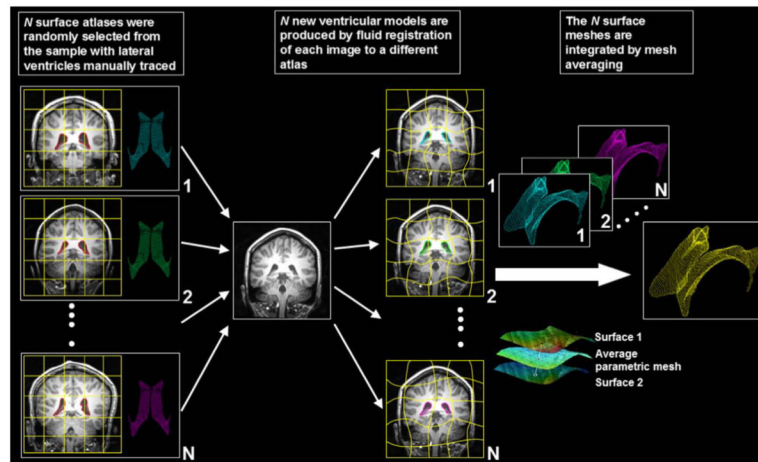 N surface atlases were
randomly selected from
the sample with lateral
ventricles manually traced
N new ventricular models are
produced by fluid registration
of each image to a different
atlas
The N surface
meshes are
integrated by mesh
averaging
1
2
N
1
2
N
1
2
N
Surface 1
Average
parametric mesh
Surface 2